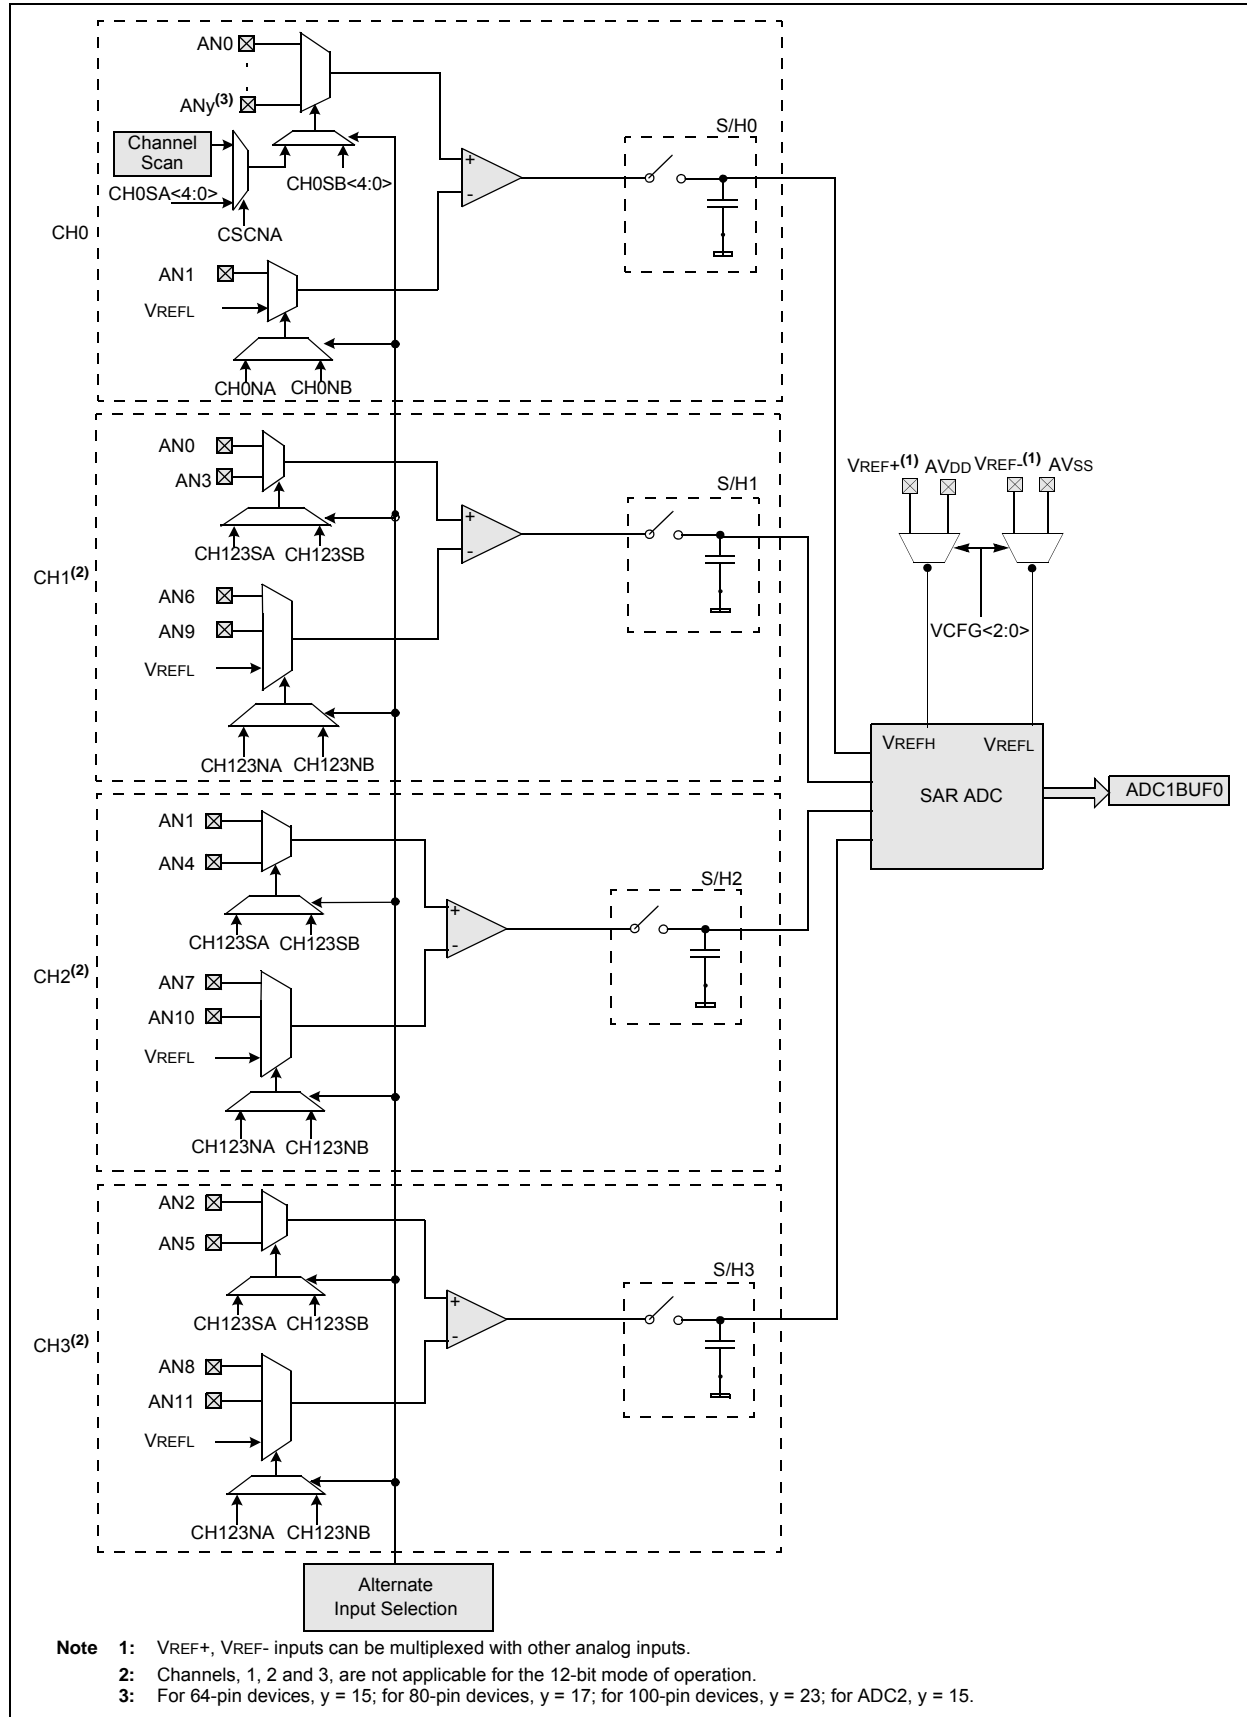 AN0
ANy(3)
S/H0
Channel
Scan
CH0SA<4:0>
CH0SB<4:0>
CSCNA
CH0
AN1
VREFL
CH0NA CH0NB
AN0
AN3
S/H1
CH123SA CH123SB
CH1(2)
AN6
AN9
VREFL
CH123NA CH123NB
VREF+(1) AVDD VREF-(1) AVSS
VCFG<2:0>
VREFH VREFL
SAR ADC
ADC1BUF0
AN1
AN4
S/H2
CH123SA CH123SB
CH2(2)
AN7
AN10
VREFL
CH123NA CH123NB
AN2
AN5
S/H3
CH123SA CH123SB
CH3(2)
AN8
AN11
VREFL
CH123NA CH123NB
Alternate
Input Selection
+
-
+
-
+
-
+
-
Note 1: VREF+, VREF- inputs can be multiplexed with other analog inputs.
2: Channels, 1, 2 and 3, are not applicable for the 12-bit mode of operation.
3: For 64-pin devices, y = 15; for 80-pin devices, y = 17; for 100-pin devices, y = 23; for ADC2, y = 15.